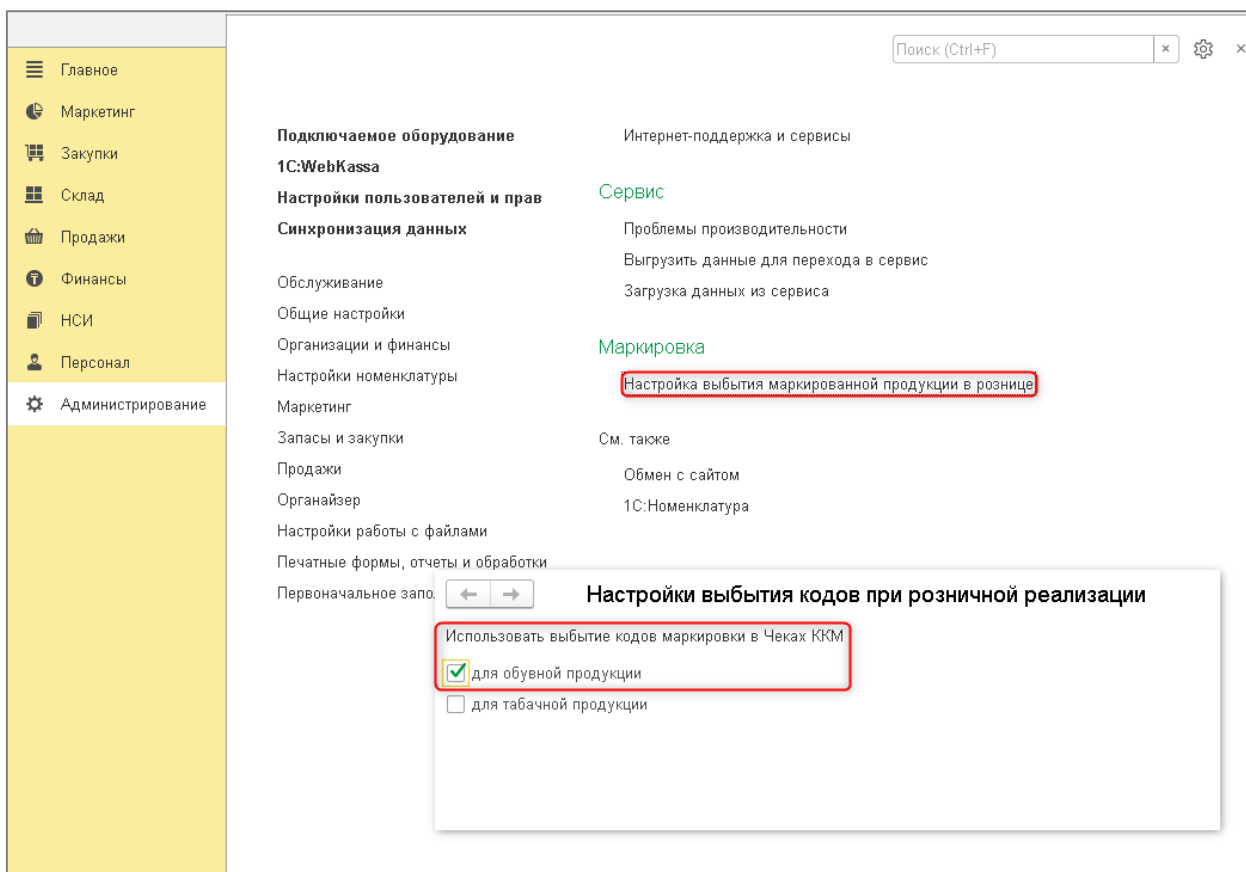 Поиск (Ctrl+F)
Главное
Маркетинг
Закупки
Склад
Продажи
Финансы
НСИ
Персонал
Администрирование
Подключаемое оборудование
1С:WebKassa
Настройки пользователей и прав
Синхронизация данных
Обслуживание
Общие настройки
Организации и финансы
Настройки номенклатуры
Маркетинг
Запасы и закупки
Продажи
Органайзер
Настройки работы с файлами
Печатные формы, отчеты и обработки
Первоначальное запо
Интернет-поддержка и сервисы
Сервис
Проблемы производительности
Выгрузить данные для перехода в сервис
Загрузка данных из сервиса
Маркировка
Настройка выбытия маркированной продукции в рознице
См. также
Обмен с сайтом
1С:Номенклатура
Настройки выбытия кодов при розничной реализации
Использовать выбытие кодов маркировки в Чеках ККМ
для обувной продукции
для табачной продукции